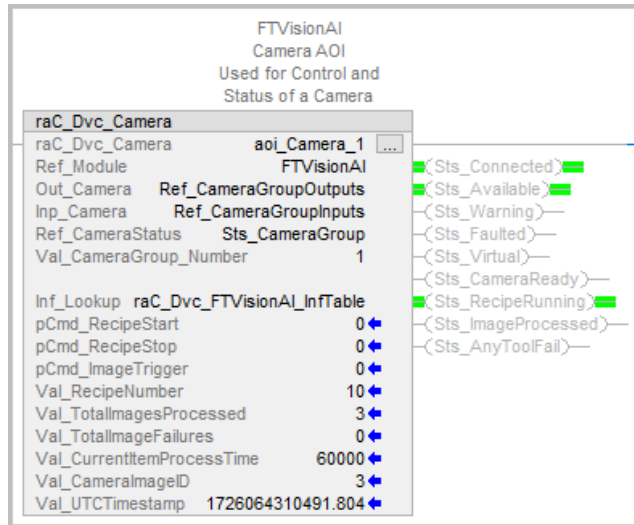 FTVisionAI
Camera AOI
Used for Control and
Status of a Camera
raC_Dvc_Camera
raC_Dvc_Camera aoi_Camera_1 ...
Ref_Module FTVisionAI (Sts_Connected)
Out_Camera Ref_CameraGroupOutputs (Sts_Available)
Inp_Camera Ref_CameraGroupInputs (Sts_Warning)
Ref_CameraStatus Sts_CameraGroup (Sts_Faulted)
Val_CameraGroup_Number 1 (Sts_Virtual)
(Sts_CameraReady)
Inf_Lookup raC_Dvc_FTVisionAI_InfTable (Sts_RecipeRunning)
pCmd_RecipeStart 0 (Sts_ImageProcessed)
pCmd_RecipeStop 0 (Sts_AnyToolFail)
pCmd_ImageTrigger 0
Val_RecipeNumber 10
Val_TotalImagesProcessed 3
Val_TotalImageFailures 0
Val_CurrentItemProcessTime 60000
Val_CameraImageID 3
Val_UTCTimestamp 1726064310491.804